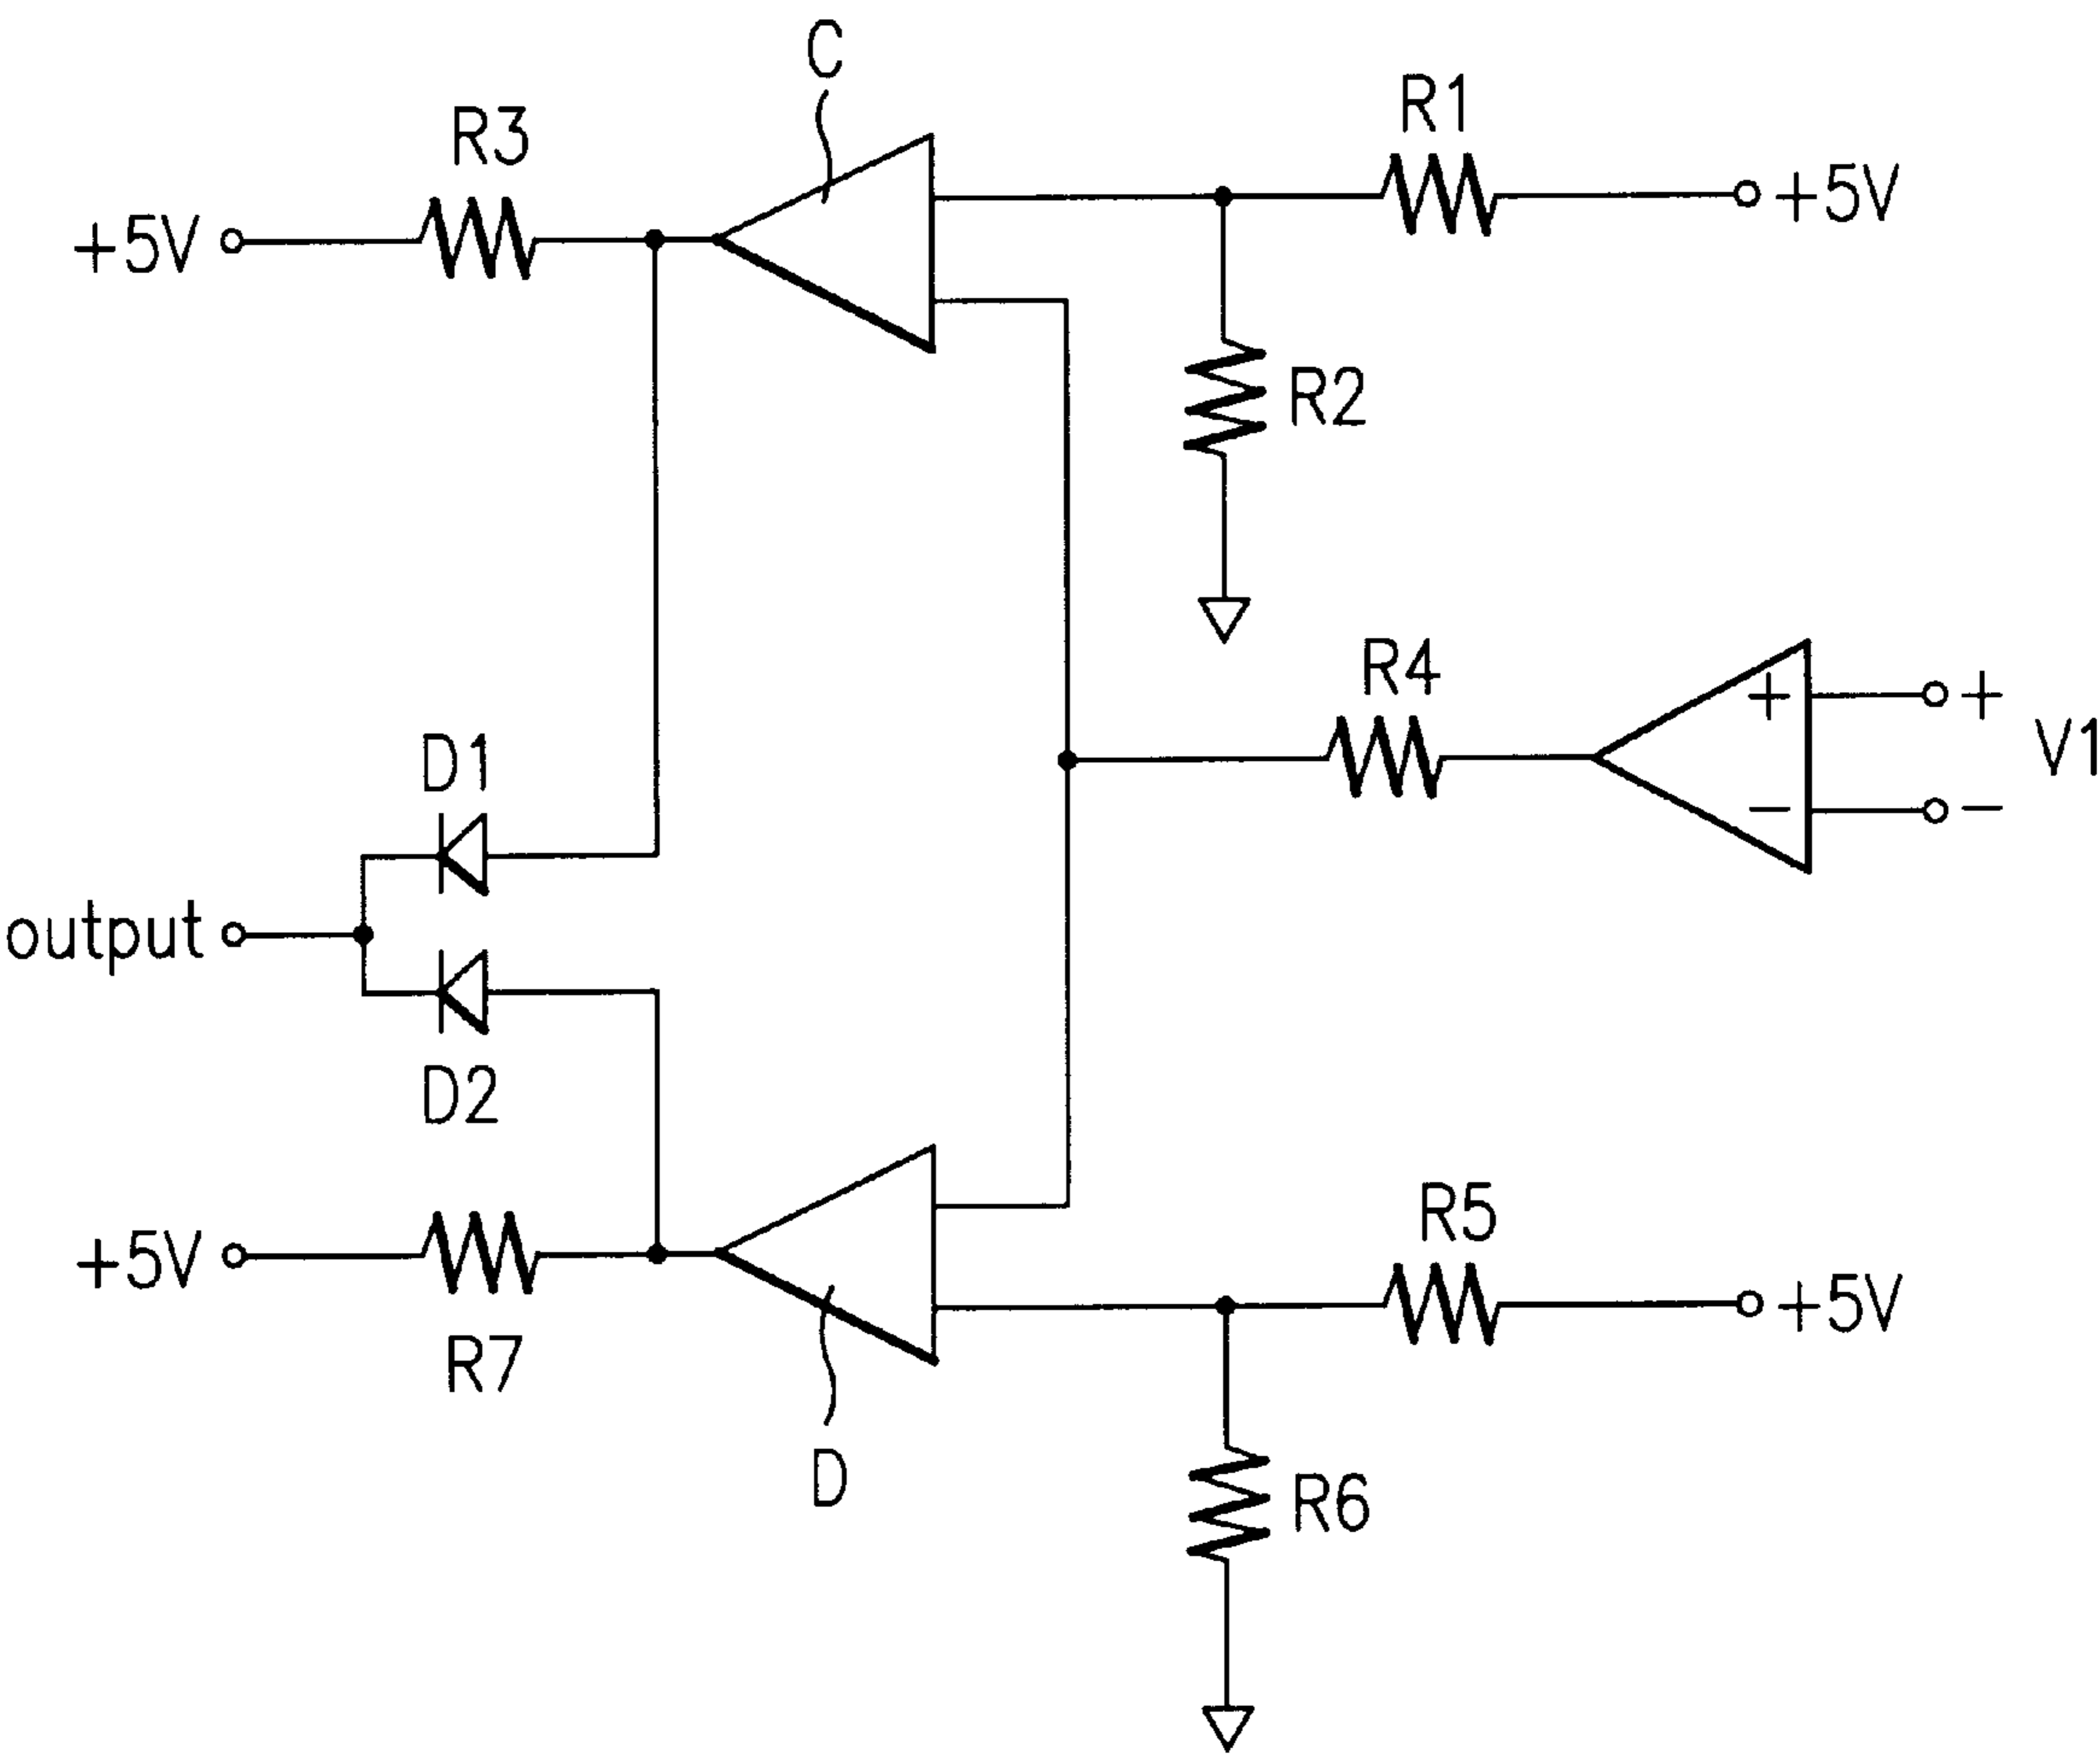 C
R1
R3
+5V
+5V
R2
R4
+
+
V1
−
−
D1
output
D2
R5
+5V
+5V
R7
D
R6